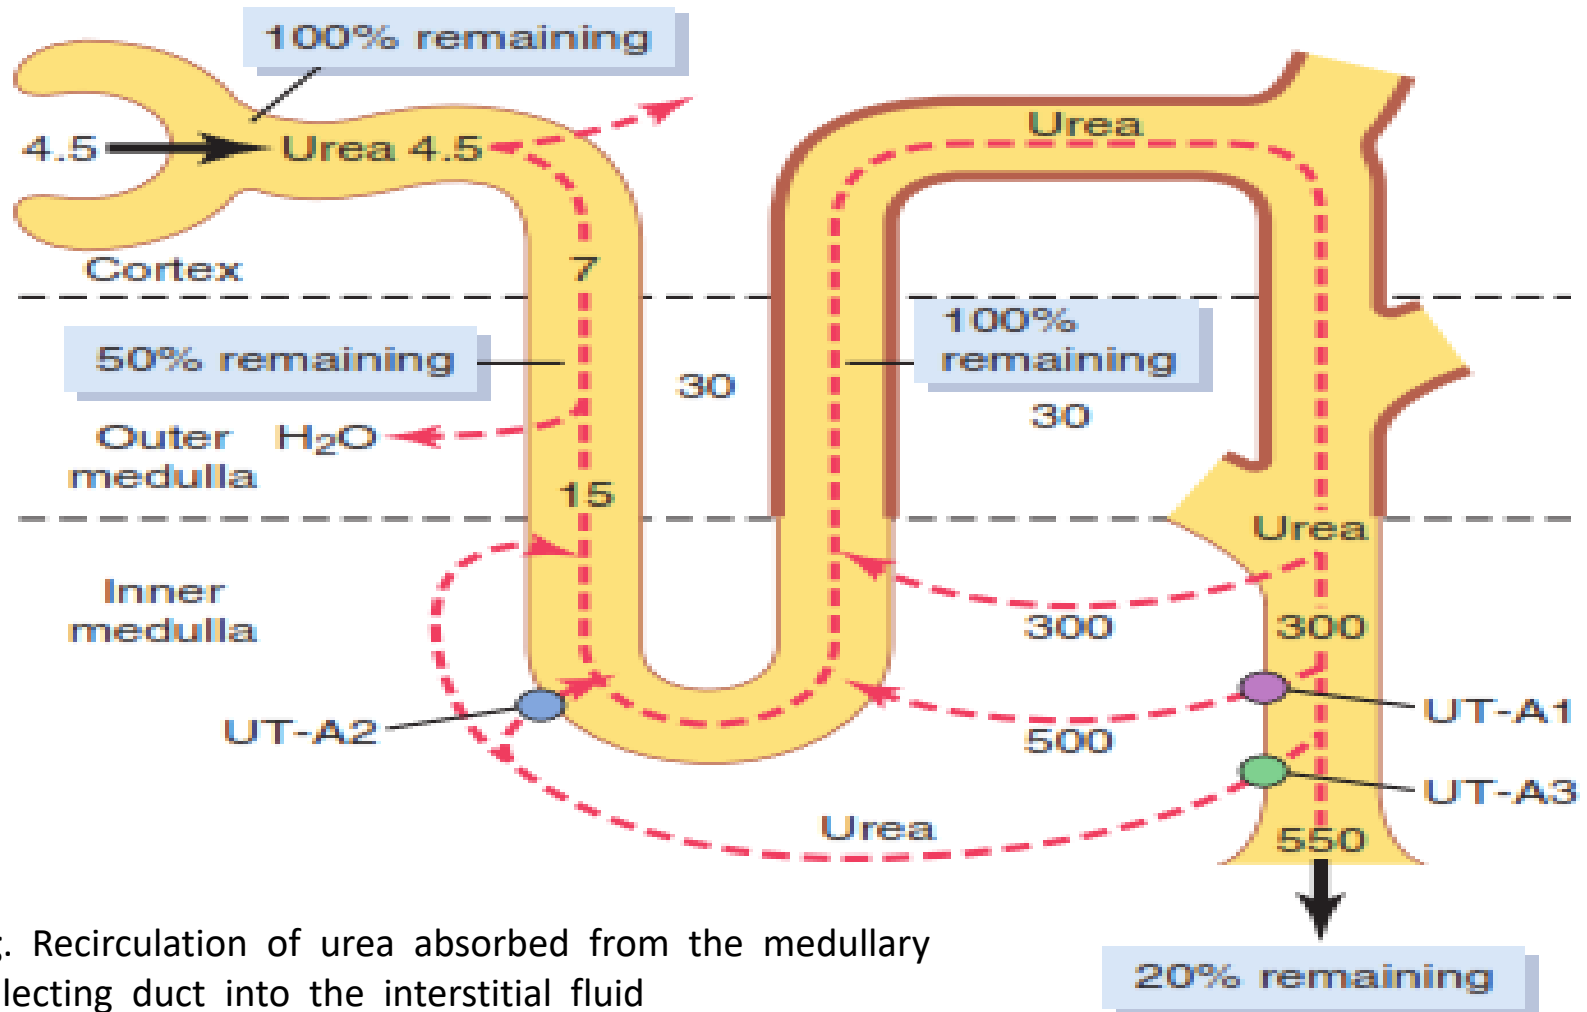 100% remaining
4.5
Urea 4.5
Urea
Cortex
7
50% remaining
30
100%
remaining
30
Outer
medulla
H₂O
15
Urea
Inner
medulla
300
300
UT-A2
500
UT-A1
UT-A3
Urea
550
. Recirculation of urea absorbed from the medullary
lecting duct into the interstitial fluid
20% remaining